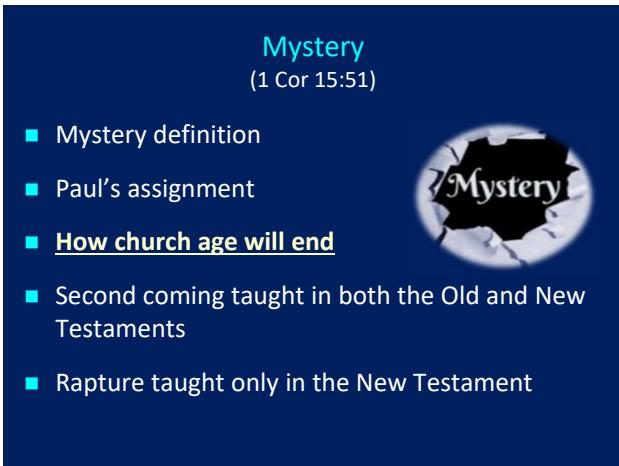 Mystery
(1 Cor 15:51)
Mystery definition
Mystery
Paul’s assignment
How church age will end
Second coming taught in both the Old and New
Testaments
Rapture taught only in the New Testament